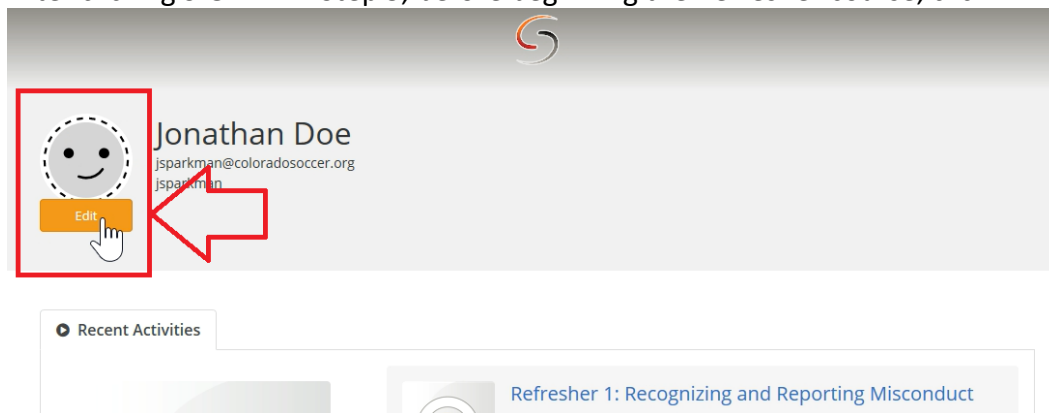 Jonathan Doe
jsparkman@coloradosoccer.org
jsparkman
Edit
Recent Activities
Refresher 1: Recognizing and Reporting Misconduct